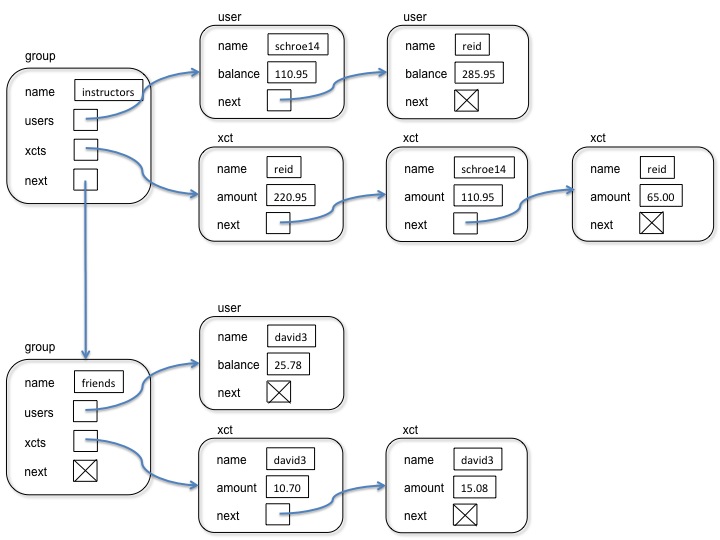 user
name schroe14
balance 110.95
next
user
name reid
balance 285.95
next
group
name instructors
users
xcts
next
xct
name reid
amount 220.95
next
xct
name schroe14
amount 110.95
next
xct
name reid
amount 65.00
next
user
name david3
balance 25.78
next
group
name friends
users
xcts
next
xct
name david3
amount 10.70
next
xct
name david3
amount 15.08
next